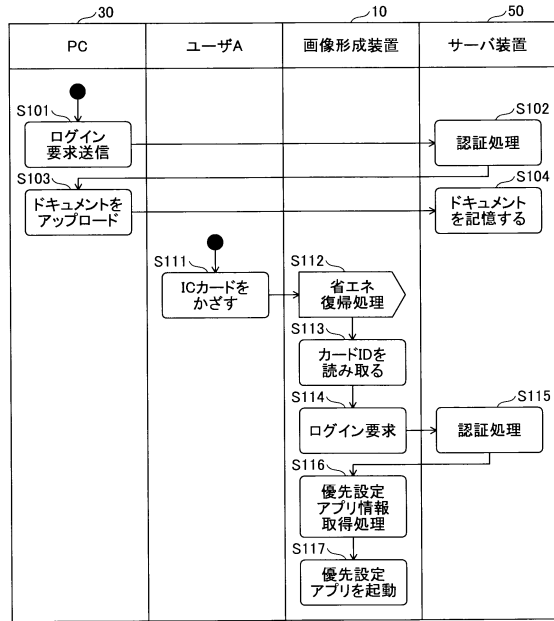 30
10
50
PC
ユーザA
画像形成装置
サーバ装置
S101
ログイン
要求送信
S102
認証処理
S103
ドキュメントを
アップロード
S104
ドキュメント
を記憶する
S111
ICカードを
かざす
S112
省エネ
復帰処理
S113
カードIDを
読み取る
S114
ログイン要求
S115
認証処理
S116
優先設定
アプリ情報
取得処理
S117
優先設定
アプリを起動